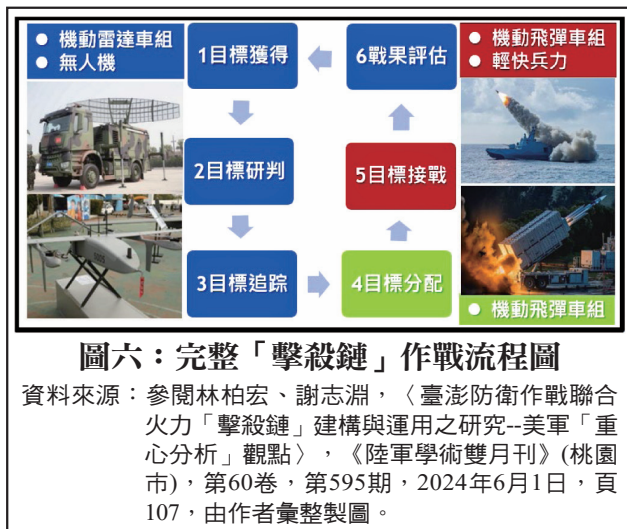 ● 機動雷達車組
● 無人機
1目標獲得
6戰果評估
● 機動飛彈車組
● 輕快兵力
2目標研判
5目標接戰
3目標追踪
4目標分配
● 機動飛彈車組
圖六：完整「擊殺鏈」作戰流程圖
資料來源：參閱林柏宏、謝志淵，〈臺澎防衛作戰聯合
火力「擊殺鏈」建構與運用之研究--美軍「重
心分析」觀點〉，《陸軍學術雙月刊》(桃園
市)，第60卷，第595期，2024年6月1日，頁
107，由作者彙整製圖。